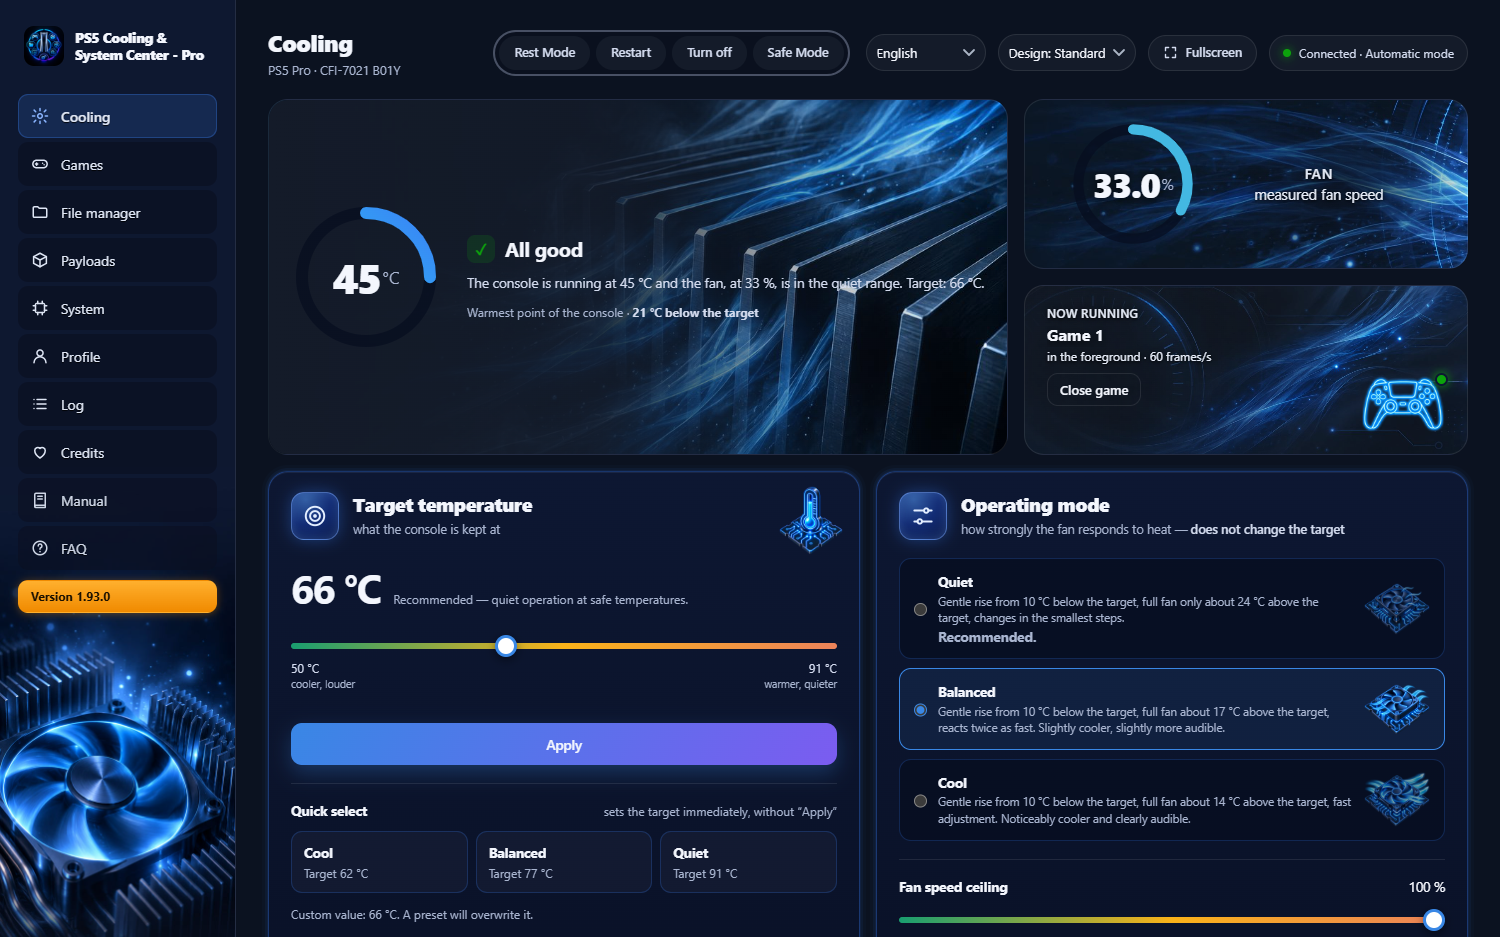 PS5 Cooling &
System Center - Pro
Cooling
Games
File manager
Payloads
System
Profile
Log
Credits
Manual
FAQ
Version 1.93.0
Cooling
PS5 Pro · CFI-7021 B01Y
Rest Mode
Restart
Turn off
Safe Mode
English
Design: Standard
Fullscreen
Connected · Automatic mode
45 °C
✓ All good
The console is running at 45 °C and the fan, at 33 %, is in the quiet range. Target: 66 °C.
Warmest point of the console · 21 °C below the target
33.0%
FAN
measured fan speed
NOW RUNNING
Game 1
in the foreground · 60 frames/s
Close game
Target temperature
what the console is kept at
66 °C Recommended — quiet operation at safe temperatures.
50 °C
cooler, louder
91 °C
warmer, quieter
Apply
Quick select
sets the target immediately, without “Apply”
Cool
Target 62 °C
Balanced
Target 77 °C
Quiet
Target 91 °C
Custom value: 66 °C. A preset will overwrite it.
Operating mode
how strongly the fan responds to heat — does not change the target
Quiet
Gentle rise from 10 °C below the target, full fan only about 24 °C above the
target, changes in the smallest steps.
Recommended.
Balanced
Gentle rise from 10 °C below the target, full fan about 17 °C above the target,
reacts twice as fast. Slightly cooler, slightly more audible.
Cool
Gentle rise from 10 °C below the target, full fan about 14 °C above the target, fast
adjustment. Noticeably cooler and clearly audible.
Fan speed ceiling
100 %